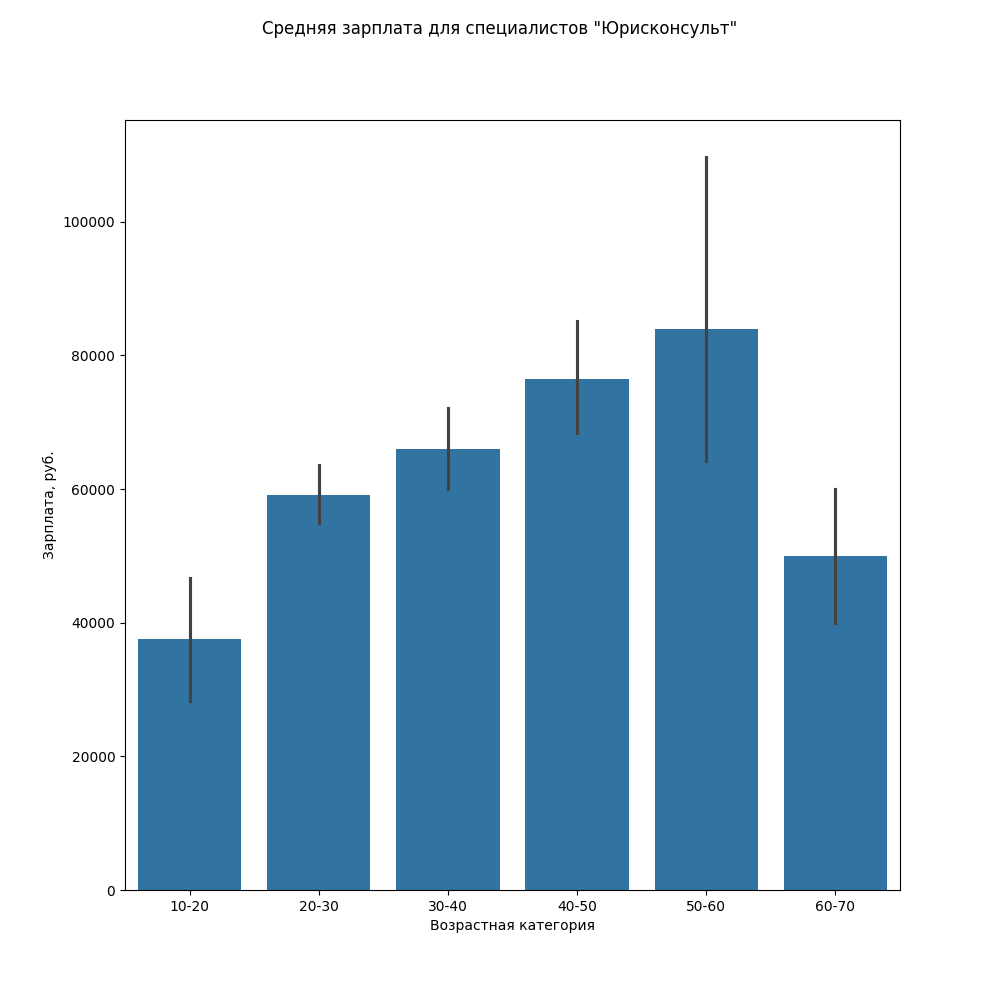 Средняя зарплата для специалистов "Юрисконсульт"
100000
80000
60000
40000
20000
0
Зарплата, руб.
10-20 20-30 30-40 40-50 50-60 60-70
Возрастная категория